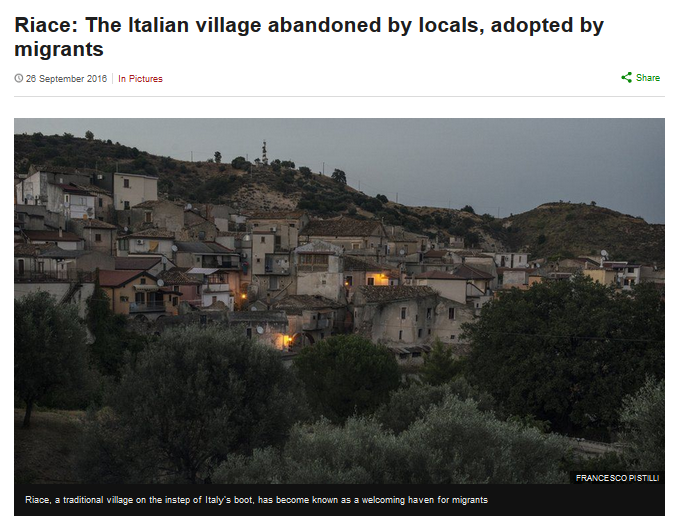 Riace: The Italian village abandoned by locals, adopted by
migrants
26 September 2016
In Pictures
Share
FRANCESCO PISTILLI
Riace, a traditional village on the instep of Italy's boot, has become known as a welcoming haven for migrants